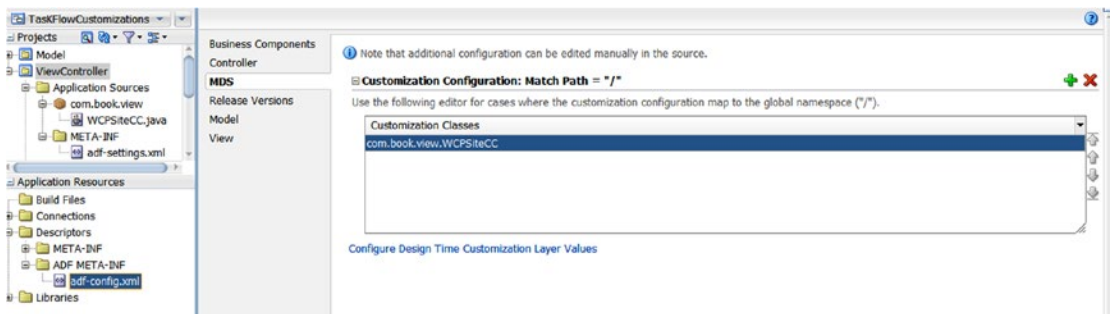 TasKFlowCustomizations
Projects
Model
ViewController
Application Sources
com.book.view
WCPSiteCC.java
META-INF
adf-settings.xml
Application Resources
Build Files
Connections
Descriptors
META-INF
ADF META-INF
adf-config.xml
Libraries
Business Components
Controller
MDS
Release Versions
Model
View
Note that additional configuration can be edited manually in the source.
Customization Configuration: Match Path = "/"
Use the following editor for cases where the customization configuration map to the global namespace ("/").
Customization Classes
com.book.view.WCPSiteCC
Configure Design Time Customization Layer Values